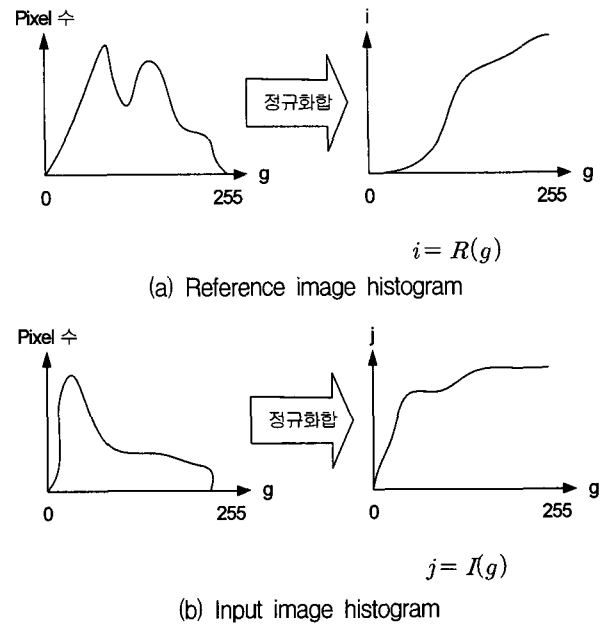 Pixel 수
정규화합
g
0
255
i
g
0
255
i = R(g)
(a) Reference image histogram
Pixel 수
정규화합
g
0
255
j
g
0
255
j = I(g)
(b) Input image histogram